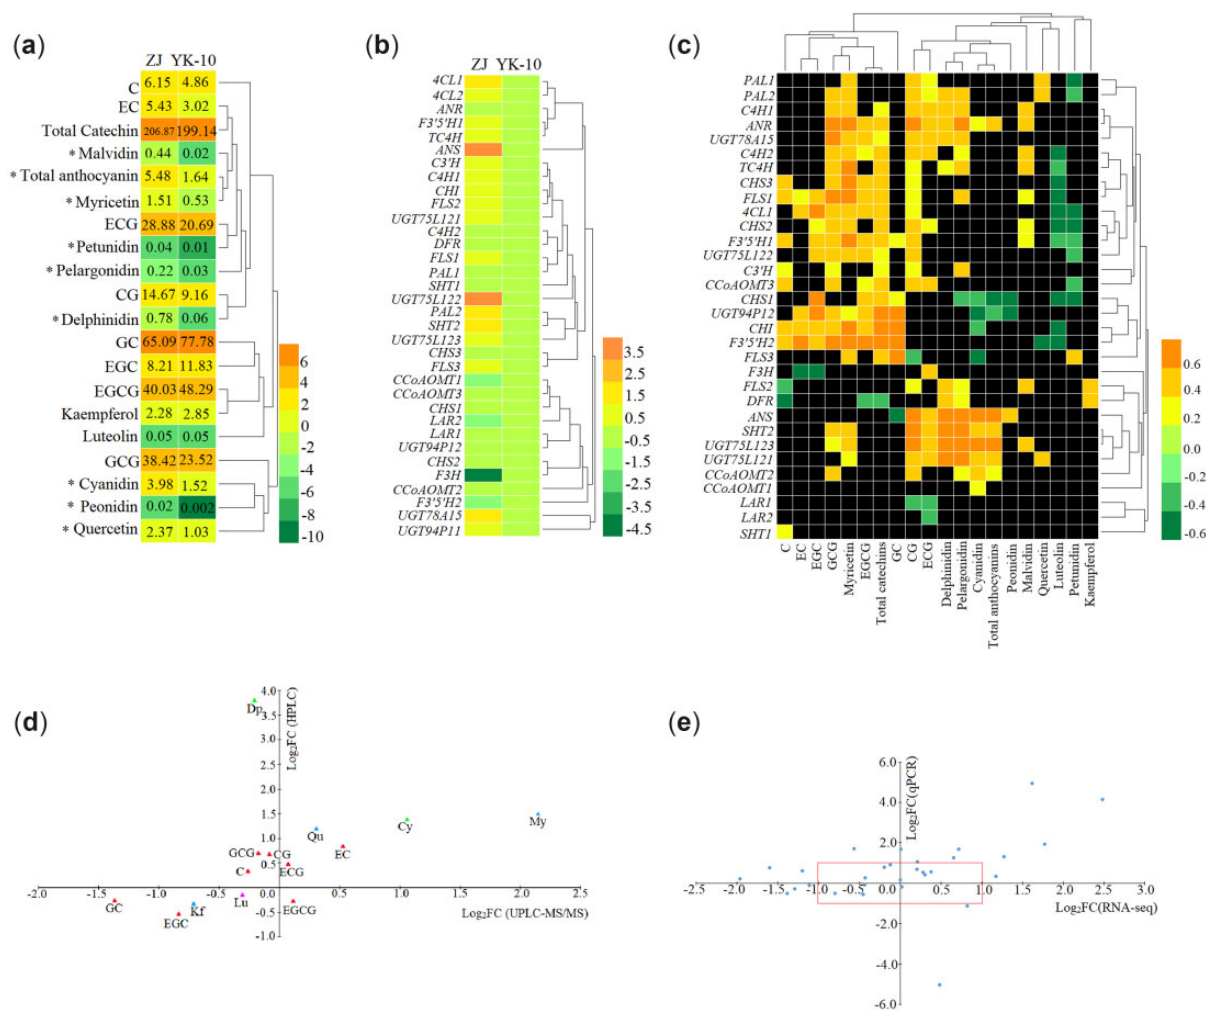 (a)
ZJ YK-10
C 6.15 4.86
EC 5.43 3.02
Total Catechin 206.87 199.14
* Malvidin 0.44 0.02
* Total anthocyanin 5.48 1.64
* Myricetin 1.51 0.53
ECG 28.88 20.69
* Petunidin 0.04 0.01
* Pelargonidin 0.22 0.03
CG 14.67 9.16
* Delphinidin 0.78 0.06
GC 65.09 77.78
EGC 8.21 11.83
EGCG 40.03 48.29
Kaempferol 2.28 2.85
Luteolin 0.05 0.05
GCG 38.42 23.52
* Cyanidin 3.98 1.52
* Peonidin 0.02 0.002
* Quercetin 2.37 1.03
6
4
2
0
-2
-4
-6
-8
-10
(b)
ZJ YK-10
4CL1
4CL2
ANR
F3'5'H1
TC4H
ANS
C3'H
C4H1
CHI
FLS2
UGT75L121
C4H2
DFR
FLS1
PAL1
SHT1
UGT75L122
PAL2
SHT2
UGT75L123
CHS3
FLS3
CCoAOMT1
CCoAOMT3
CHS1
LAR2
LAR1
UGT94P12
CHS2
F3H
CCoAOMT2
F3'5'H2
UGT78A15
UGT94P11
3.5
2.5
1.5
0.5
-0.5
-1.5
-2.5
-3.5
-4.5
(c)
PAL1
PAL2
C4H1
ANR
UGT78A15
C4H2
TC4H
CHS3
FLS1
4CL1
CHS2
F3'5'H1
UGT75L122
C3'H
CCoAOMT3
CHS1
UGT94P12
CHI
F3'5'H2
FLS3
F3H
FLS2
DFR
ANS
SHT2
UGT75L123
UGT75L121
CCoAOMT2
CCoAOMT1
LAR1
LAR2
SHT1
C
EC
EGC
GCG
Myricetin
EGCG
Total catechins
GC
CG
ECG
Delphinidin
Pelargonidin
Cyanidin
Total anthocyanins
Peonidin
Malvidin
Quercetin
Luteolin
Petunidin
Kaempferol
0.6
0.4
0.2
0.0
-0.2
-0.4
-0.6
(d)
4.0
3.5
3.0
2.5
2.0
1.5
1.0
0.5
-0.5
-1.0
Log2FC (HPLC)
Dp
My
Cy
Qu
EC
GCG
CG
ECG
C
-2.0 -1.5 -1.0 -0.5 0.5 1.0 1.5 2.0 2.5
GC
EGC
Kf
Lu
EGCG
Log2FC (UPLC-MS/MS)
(e)
6.0
4.0
2.0
0.0
-2.0
-4.0
-6.0
Log2FC(qPCR)
-2.5 -2.0 -1.5 -1.0 -0.5 0.0 0.5 1.0 1.5 2.0 2.5 3.0
Log2FC(RNA-seq)